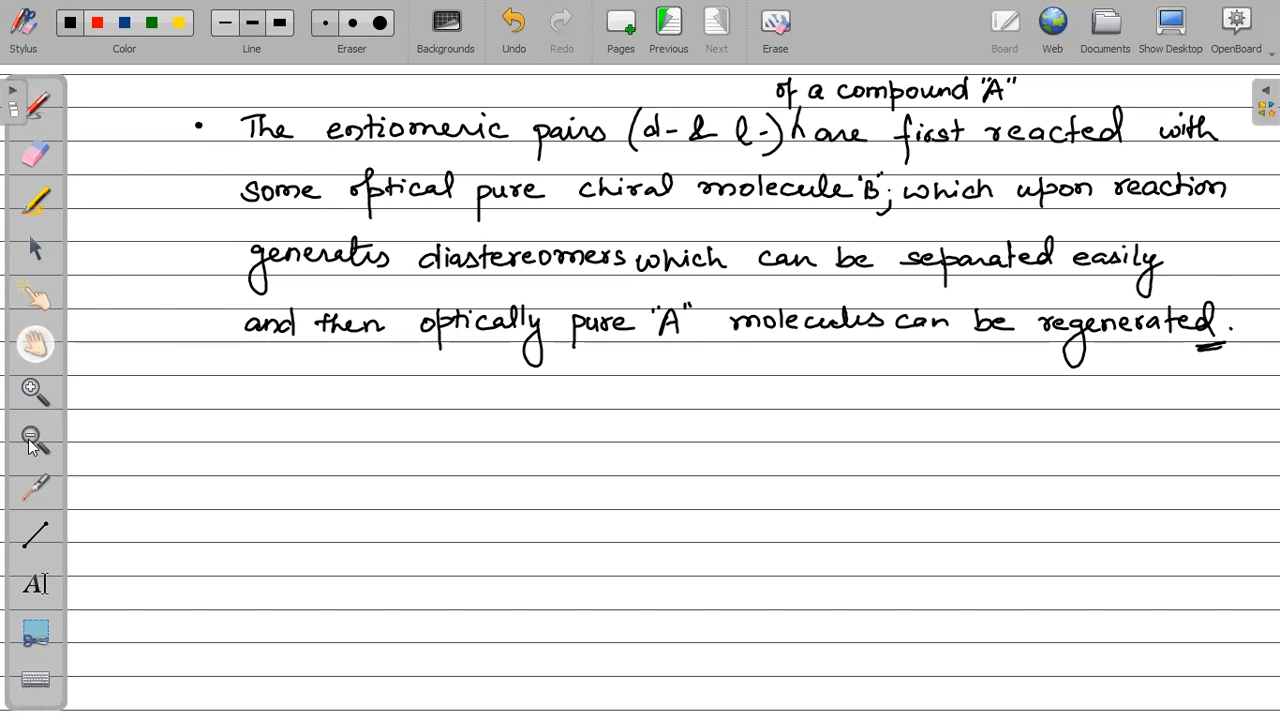 Stylus Color Line Eraser Backgrounds Undo Redo Pages Previous Next Erase Board Web Documents Show Desktop OpenBoard
of a compound "A"
• The entiomeric pairs (d- & l-) are first reacted with
some optical pure chiral molecule "B"; which upon reaction
generates diastereomers which can be separated easily
and then optically pure "A" molecules can be regenerated.